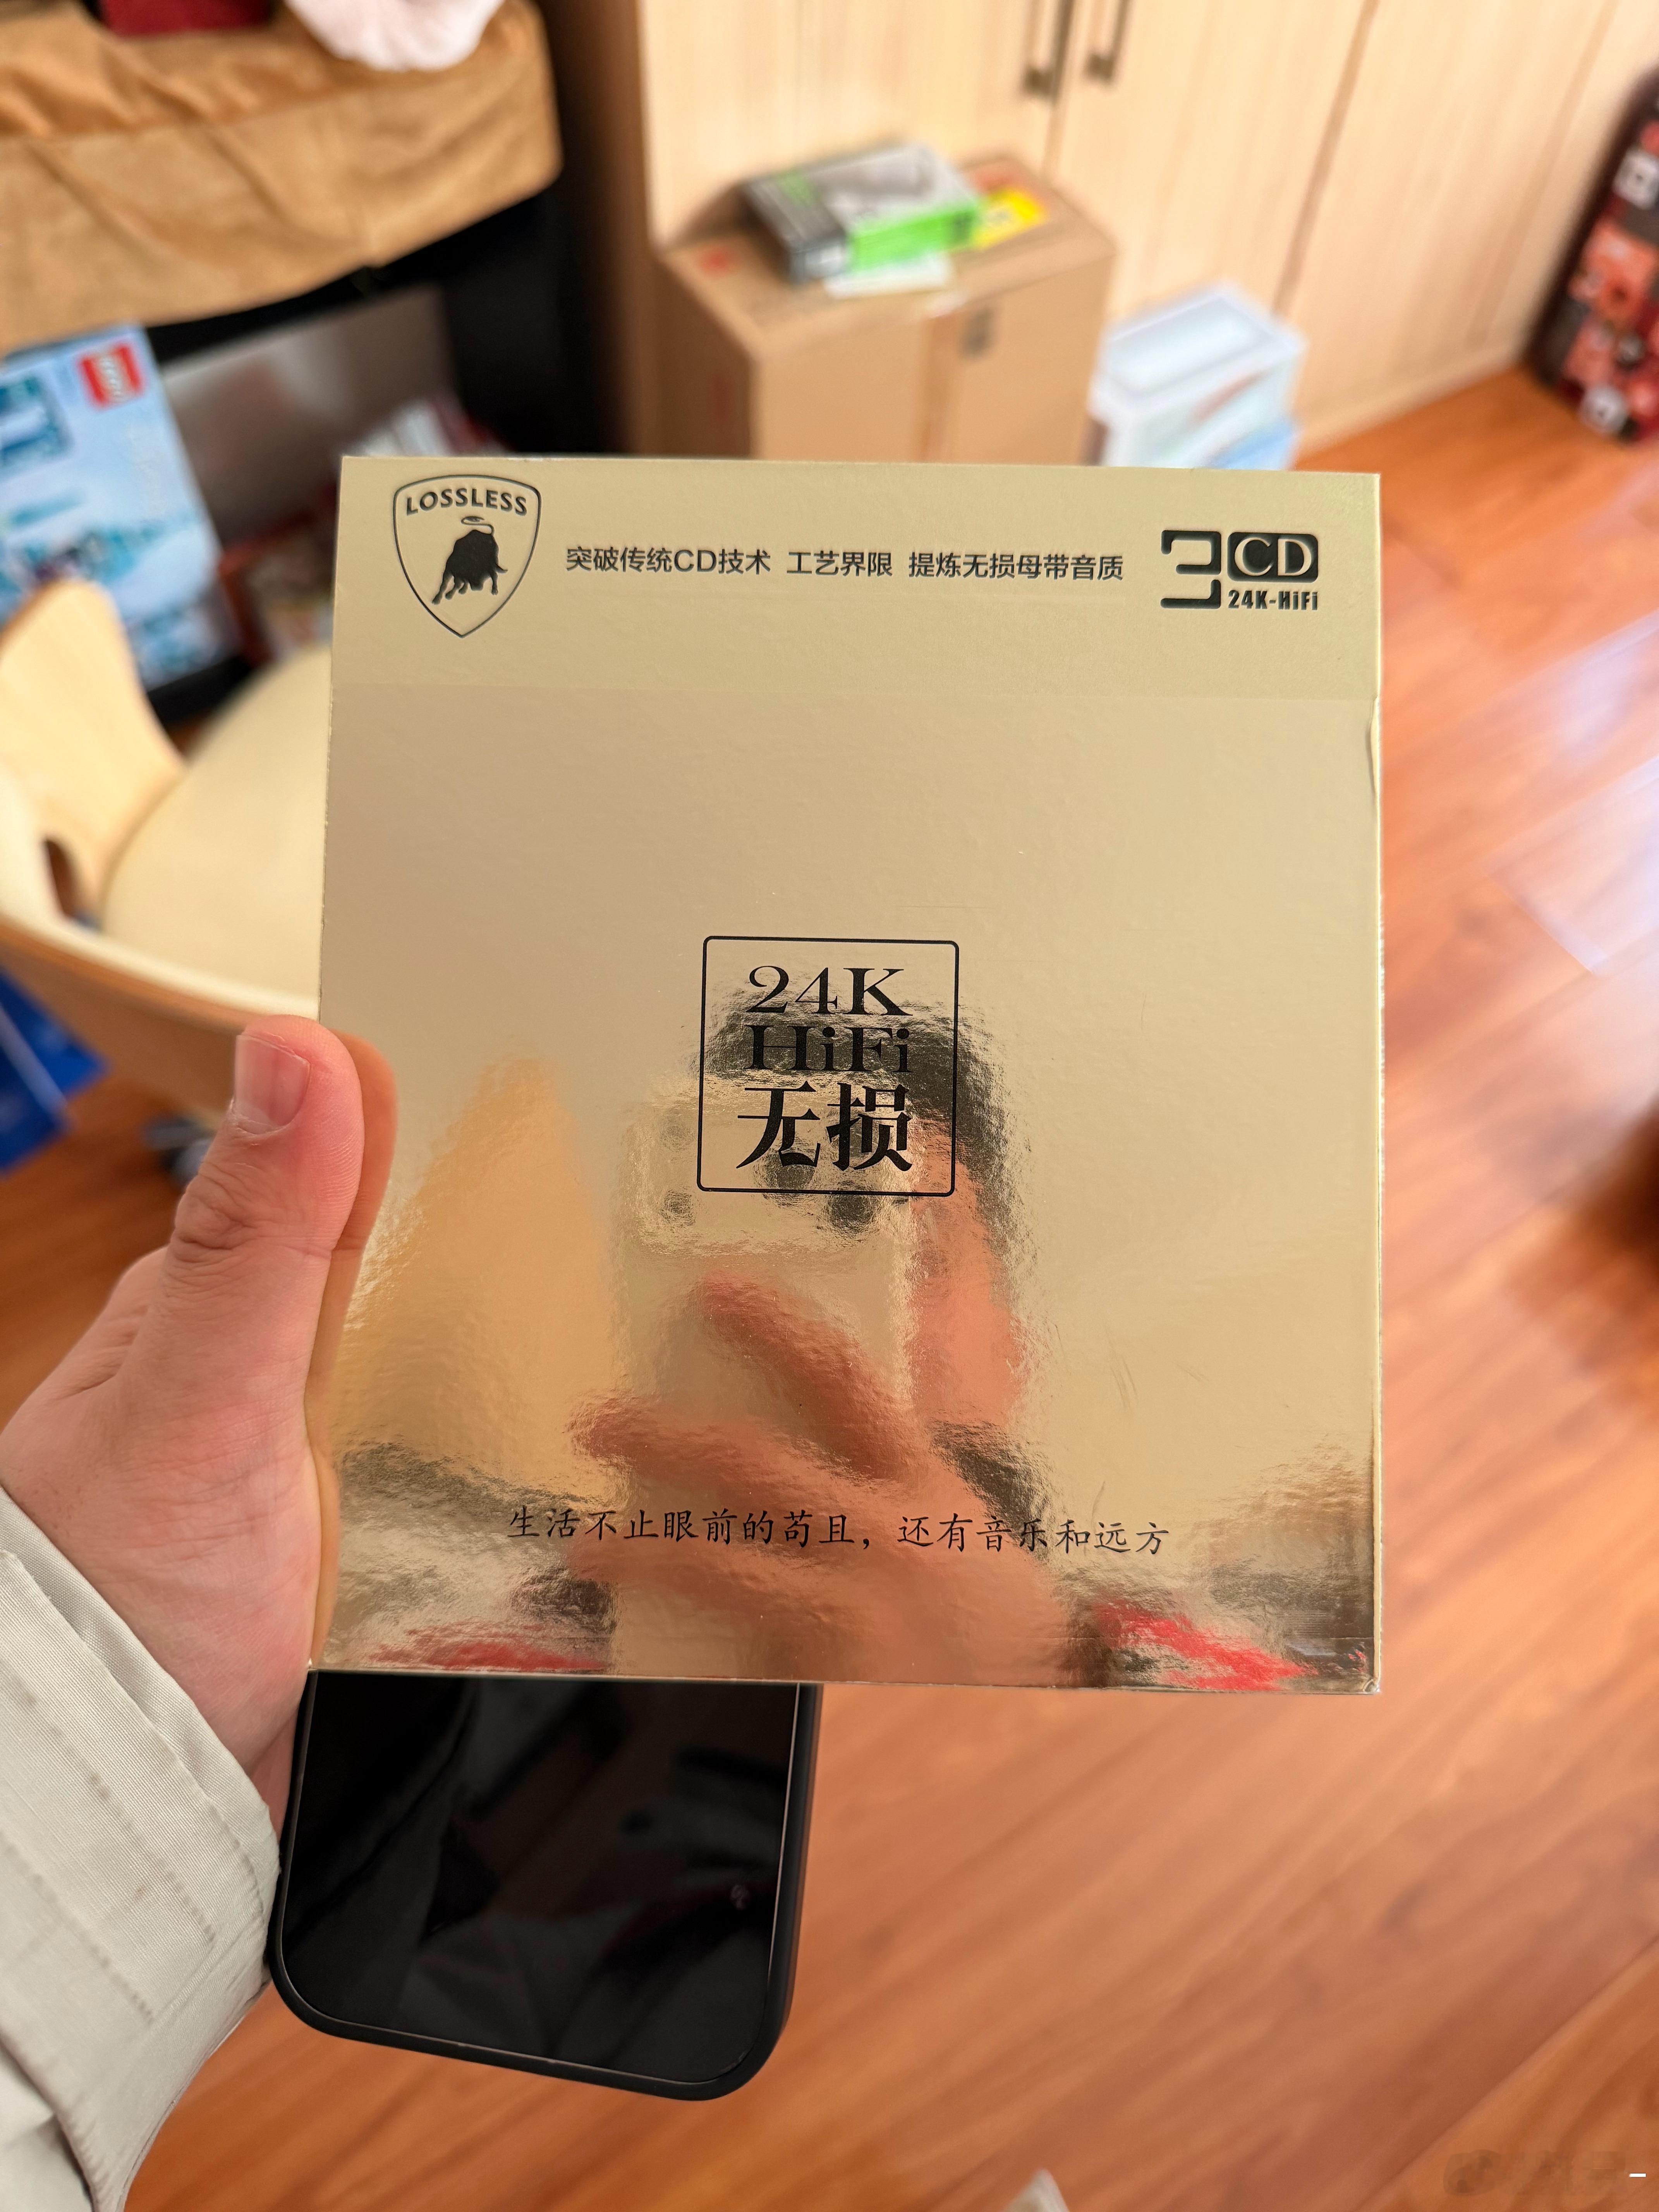 LOSSLESS
突破传统CD技术 工艺界限 提炼无损母带音质
3CD
24K-HiFi
24K
HiFi
无损
生活不止眼前的苟且，还有音乐和远方
LEGO